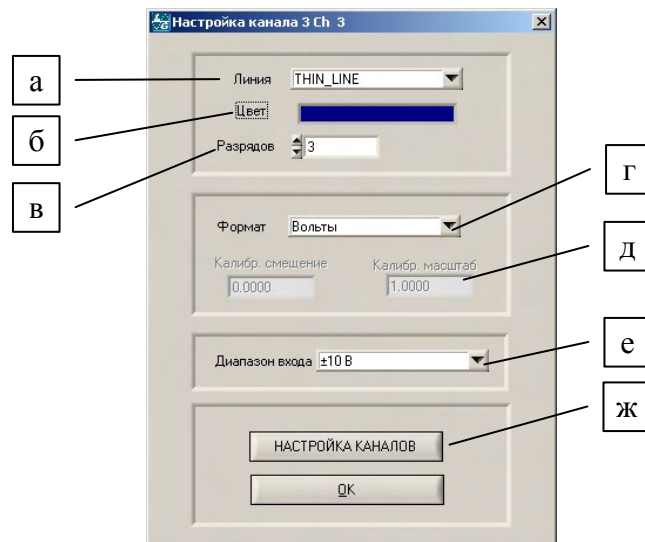 Настройка канала 3 Ch 3
а
Линия THIN_LINE
б
Цвет
в
Разрядов 3
г
Формат Вольты
д
Калибр. смещение Калибр. масштаб
0.0000 1.0000
е
Диапазон входа ±10 В
ж
НАСТРОЙКА КАНАЛОВ
OK